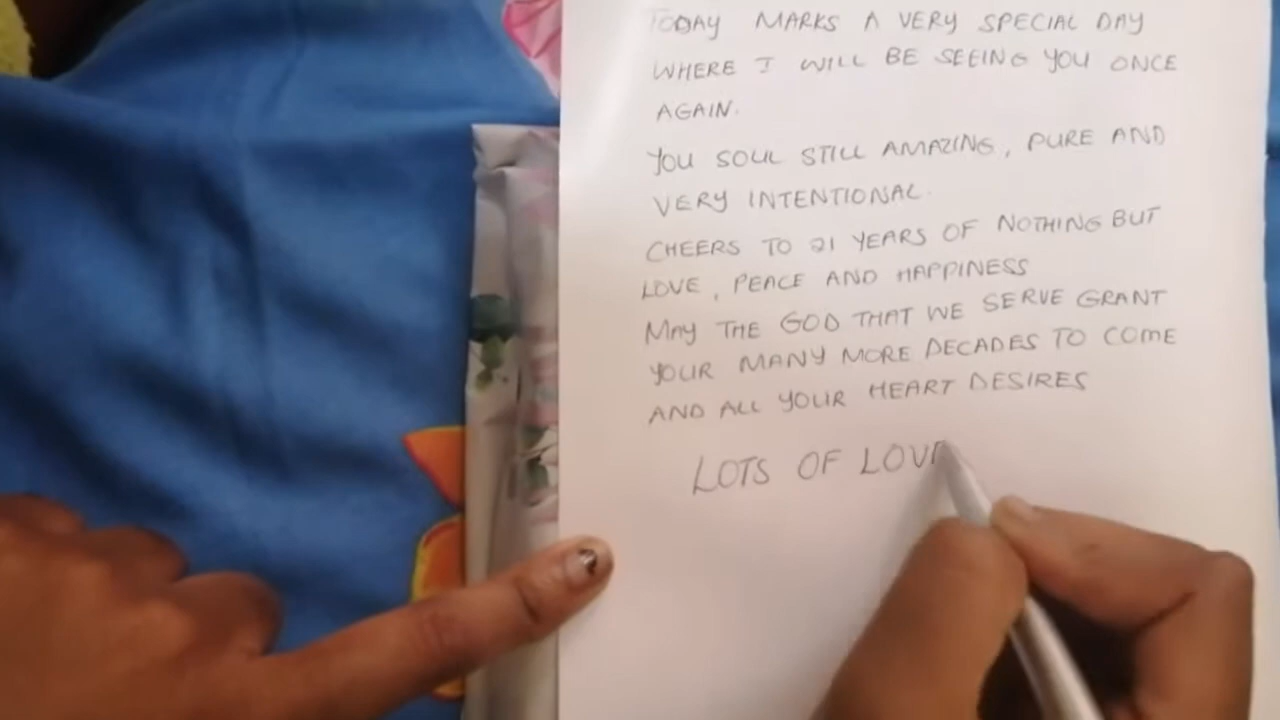 TODAY MARKS A VERY SPECIAL DAY
WHERE I WILL BE SEEING YOU ONCE
AGAIN.
YOU SOUL STILL AMAZING, PURE AND
VERY INTENTIONAL.
CHEERS TO 21 YEARS OF NOTHING BUT
LOVE, PEACE AND HAPPINESS
MAY THE GOD THAT WE SERVE GRANT
YOUR MANY MORE DECADES TO COME
AND ALL YOUR HEART DESIRES
LOTS OF LOVE